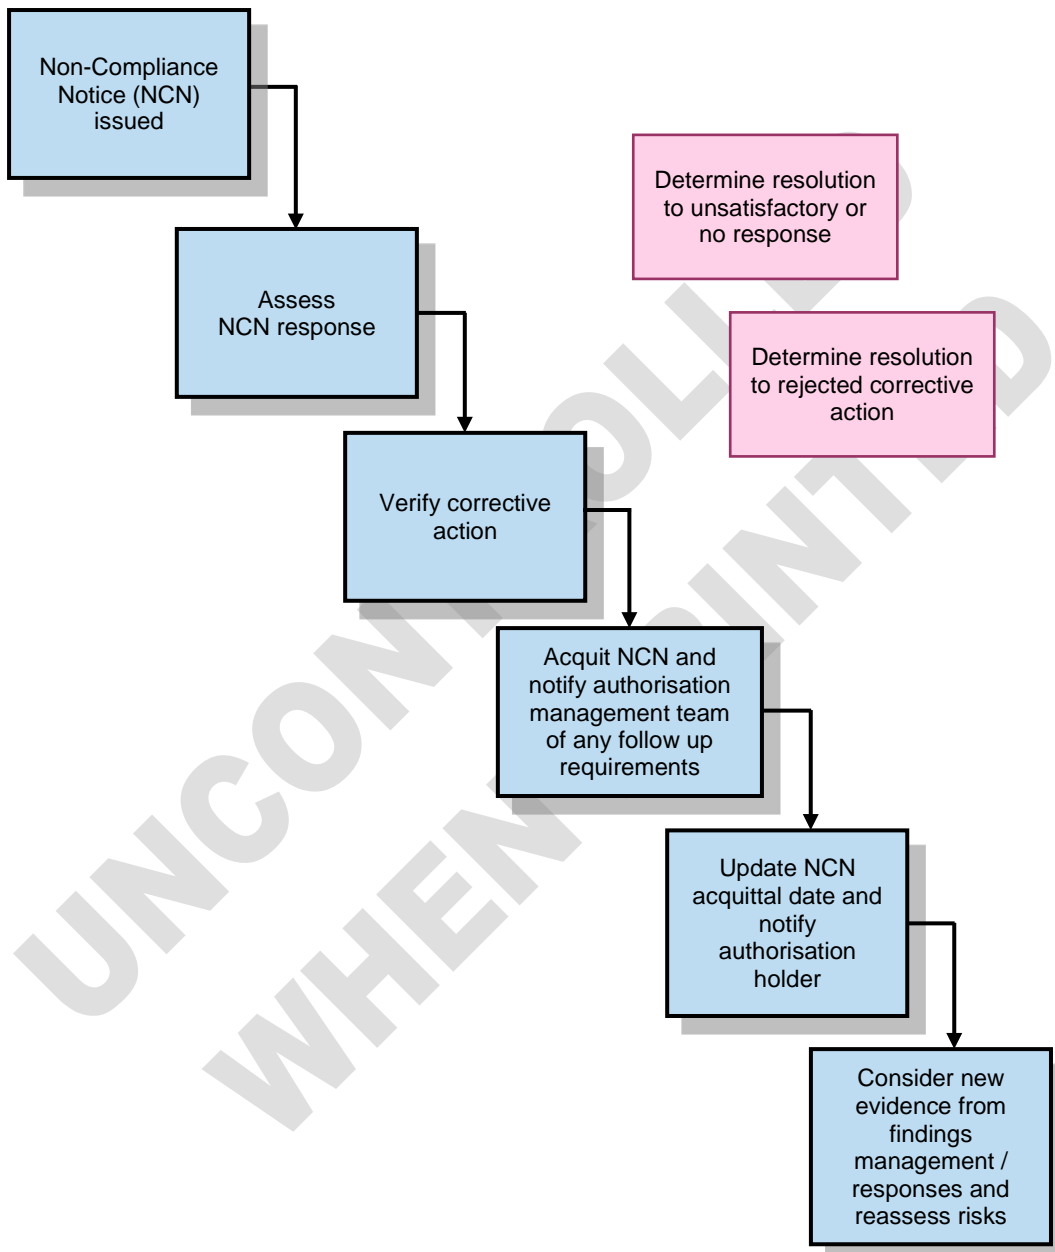 Non-Compliance
Notice (NCN)
issued
Determine resolution
to unsatisfactory or
no response
Assess
NCN response
Determine resolution
to rejected corrective
action
Verify corrective
action
Acquit NCN and
notify authorisation
management team
of any follow up
requirements
Update NCN
acquittal date and
notify
authorisation
holder
Consider new
evidence from
findings
management /
responses and
reassess risks
UNCONTROLLED
WHEN PRINTED